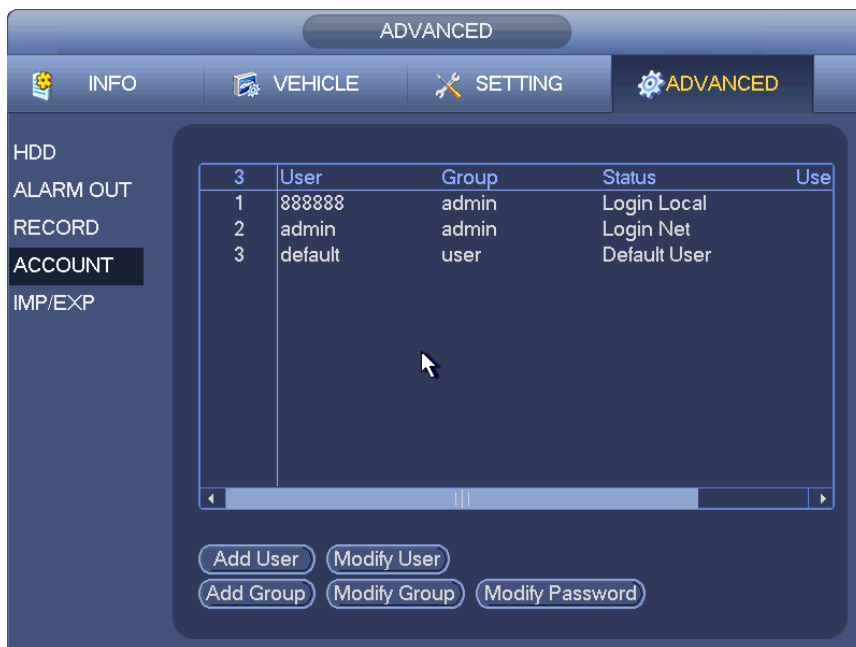 ADVANCED
INFO VEHICLE SETTING ADVANCED
HDD
ALARM OUT
RECORD
ACCOUNT
IMP/EXP
3 User Group Status Use
1 888888 admin Login Local
2 admin admin Login Net
3 default user Default User
Add User Modify User
Add Group Modify Group Modify Password